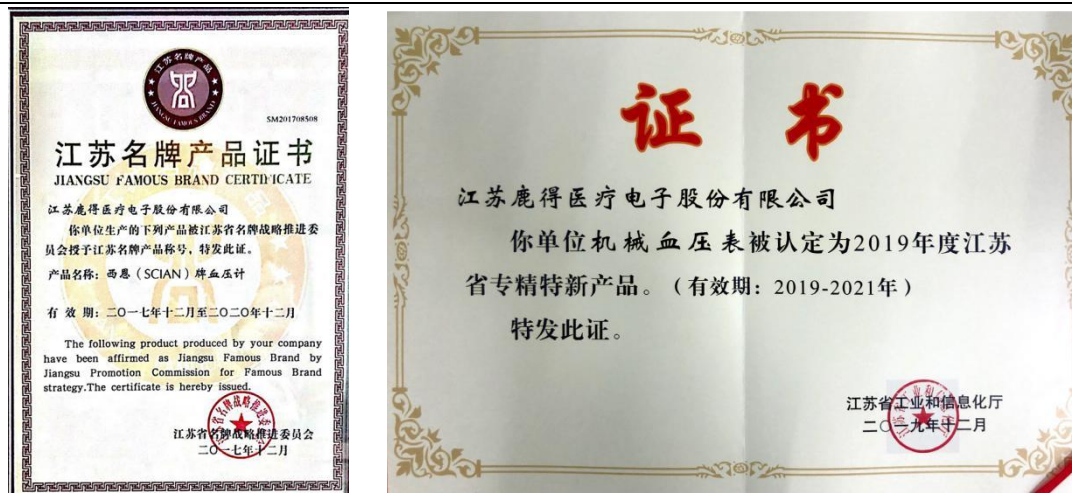 江苏名牌产品
JIANGSU FAMOUS BRAND
SM201708508
江苏名牌产品证书
JIANGSU FAMOUS BRAND CERTIFICATE
江苏鹿得医疗电子股份有限公司
你单位生产的下列产品被江苏省名牌战略推进委
员会授予江苏名牌产品称号，特发此证。
产品名称：西恩（SCIAN）牌血压计
有 效 期：二〇一七年十二月至二〇二〇年十二月
The following product produced by your company
have been affirmed as Jiangsu Famous Brand by
Jiangsu Promotion Commission for Famous Brand
strategy.The certificate is hereby issued.
江苏省名牌战略推进委员会
二〇一七年十二月
证 书
江苏鹿得医疗电子股份有限公司
你单位机械血压表被认定为2019年度江苏
省专精特新产品。（有效期：2019-2021年）
特发此证。
江苏省工业和信息化厅
二〇一九年十二月